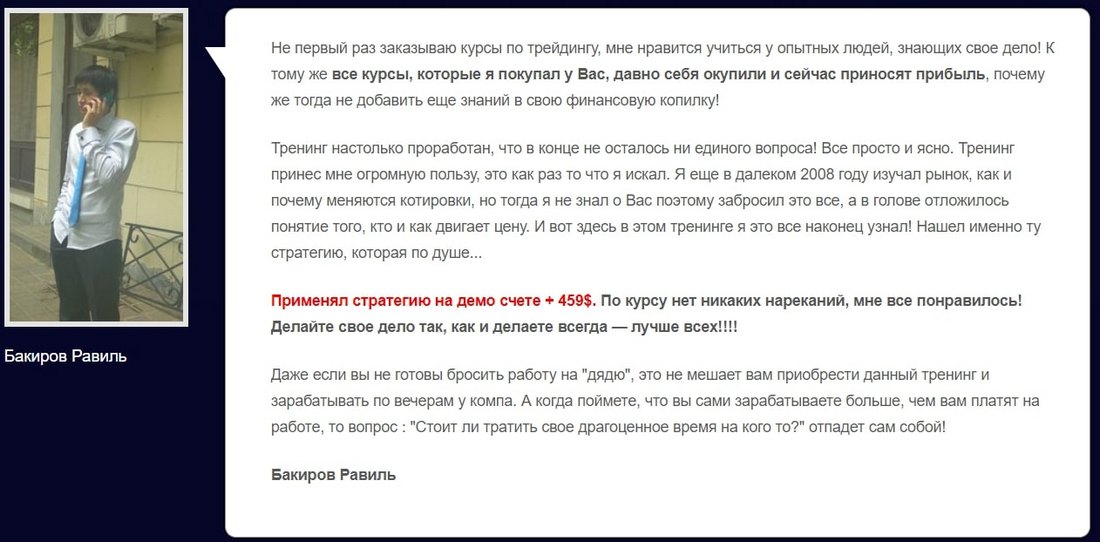 Не первый раз заказываю курсы по трейдингу, мне нравится учиться у опытных людей, знающих свое дело! К
тому же все курсы, которые я покупал у Вас, давно себя окупили и сейчас приносят прибыль, почему
же тогда не добавить еще знаний в свою финансовую копилку!
Тренинг настолько проработан, что в конце не осталось ни единого вопроса! Все просто и ясно. Тренинг
принес мне огромную пользу, это как раз то что я искал. Я еще в далеком 2008 году изучал рынок, как и
почему меняются котировки, но тогда я не знал о Вас поэтому забросил это все, а в голове отложилось
понятие того, кто и как двигает цену. И вот здесь в этом тренинге я это все наконец узнал! Нашел именно ту
стратегию, которая по душе...
Применял стратегию на демо счете + 459$. По курсу нет никаких нареканий, мне все понравилось!
Делайте свое дело так, как и делаете всегда — лучше всех!!!!
Даже если вы не готовы бросить работу на "дядю", это не мешает вам приобрести данный тренинг и
зарабатывать по вечерам у компа. А когда поймете, что вы сами зарабатываете больше, чем вам платят на
работе, то вопрос : "Стоит ли тратить свое драгоценное время на кого то?" отпадет сам собой!
Бакиров Равиль
Бакиров Равиль